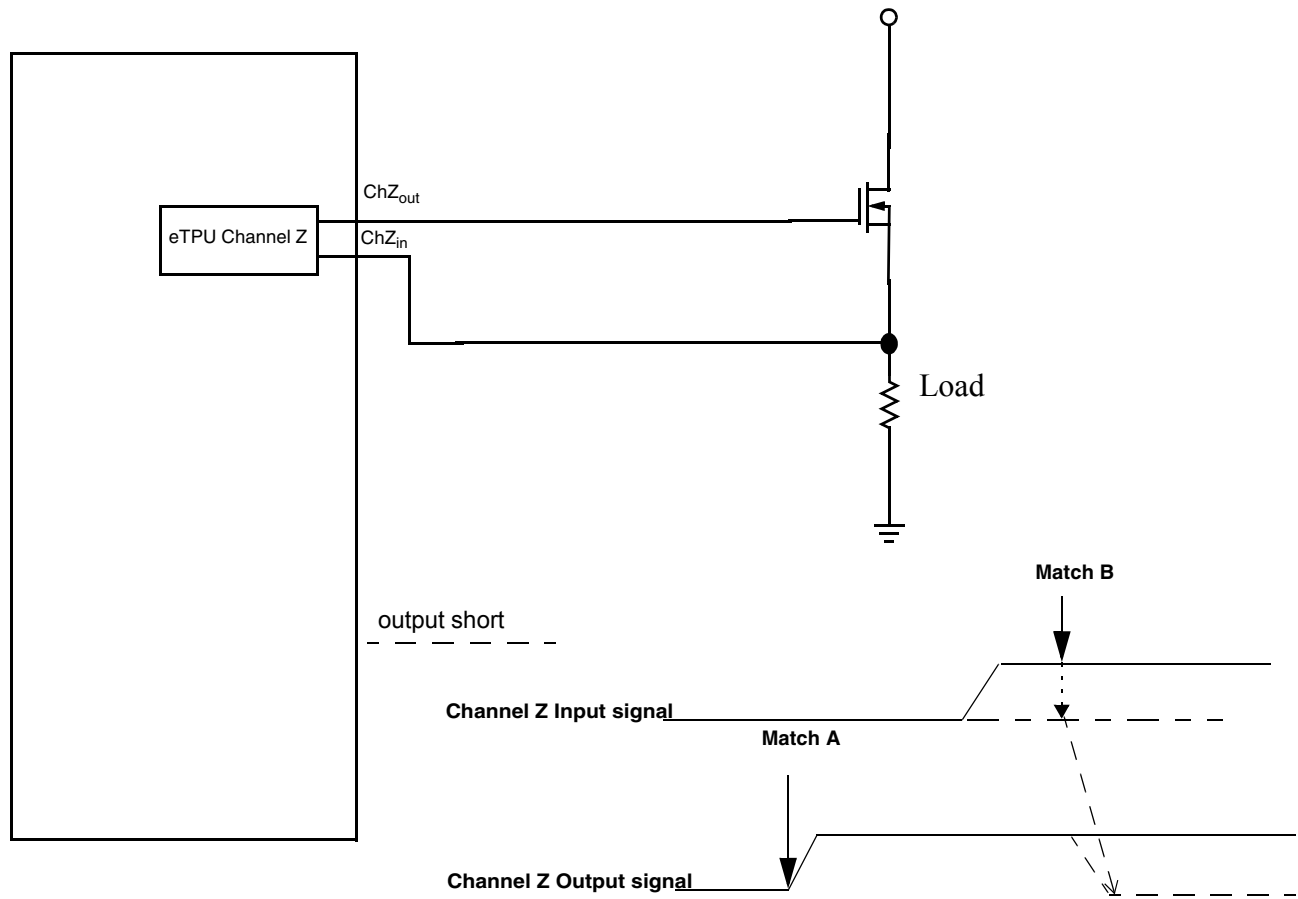 ChZout
eTPU Channel Z
ChZin
Load
Match B
output short
Channel Z Input signal
Match A
Channel Z Output signal